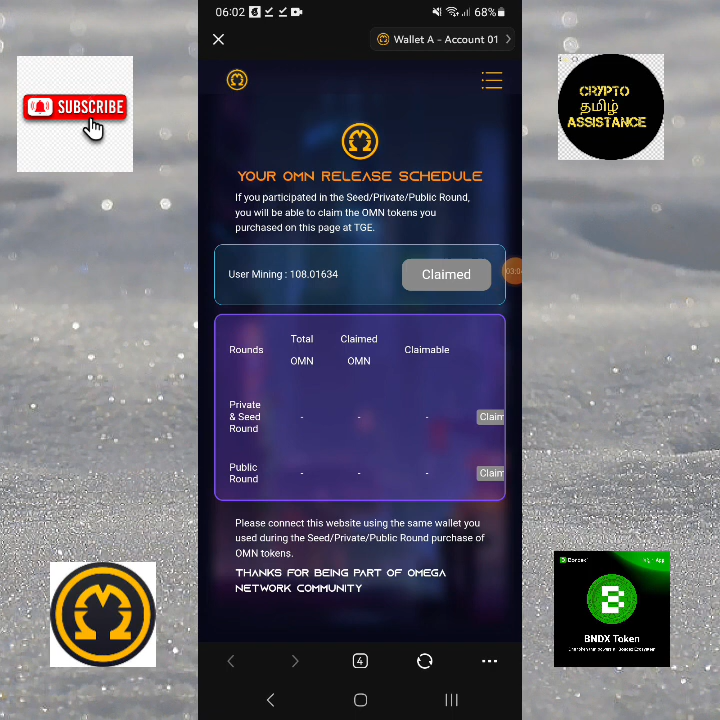 06:02
68%
Wallet A - Account 01
SUBSCRIBE
CRYPTO
தமிழ்
ASSISTANCE
YOUR OMN RELEASE SCHEDULE
If you participated in the Seed/Private/Public Round,
you will be able to claim the OMN tokens you
purchased on this page at TGE.
User Mining : 108.01634
Claimed
Rounds
Total
OMN
Claimed
OMN
Claimable
Private
& Seed
Round
-
-
-
Claim
Public
Round
-
-
-
Claim
Please connect this website using the same wallet you
used during the Seed/Private/Public Round purchase of
OMN tokens.
THANKS FOR BEING PART OF OMEGA
NETWORK COMMUNITY
BNDX Token
4